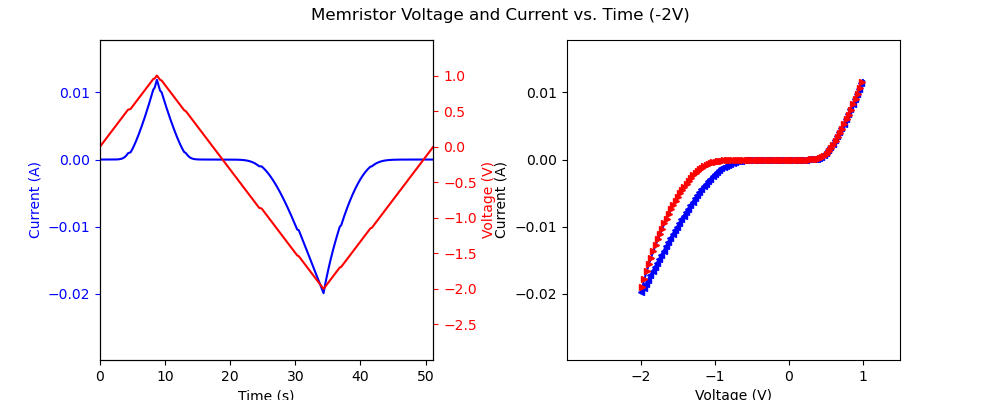 Memristor Voltage and Current vs. Time (-2V)
Current (A)
0.01
0.00
−0.01
−0.02
0 10 20 30 40 50
Time (s)
1.0
0.5
0.0
−0.5
−1.0
−1.5
−2.0
−2.5
Voltage (V)
Current (A)
0.01
0.00
−0.01
−0.02
−2 −1 0 1
Voltage (V)